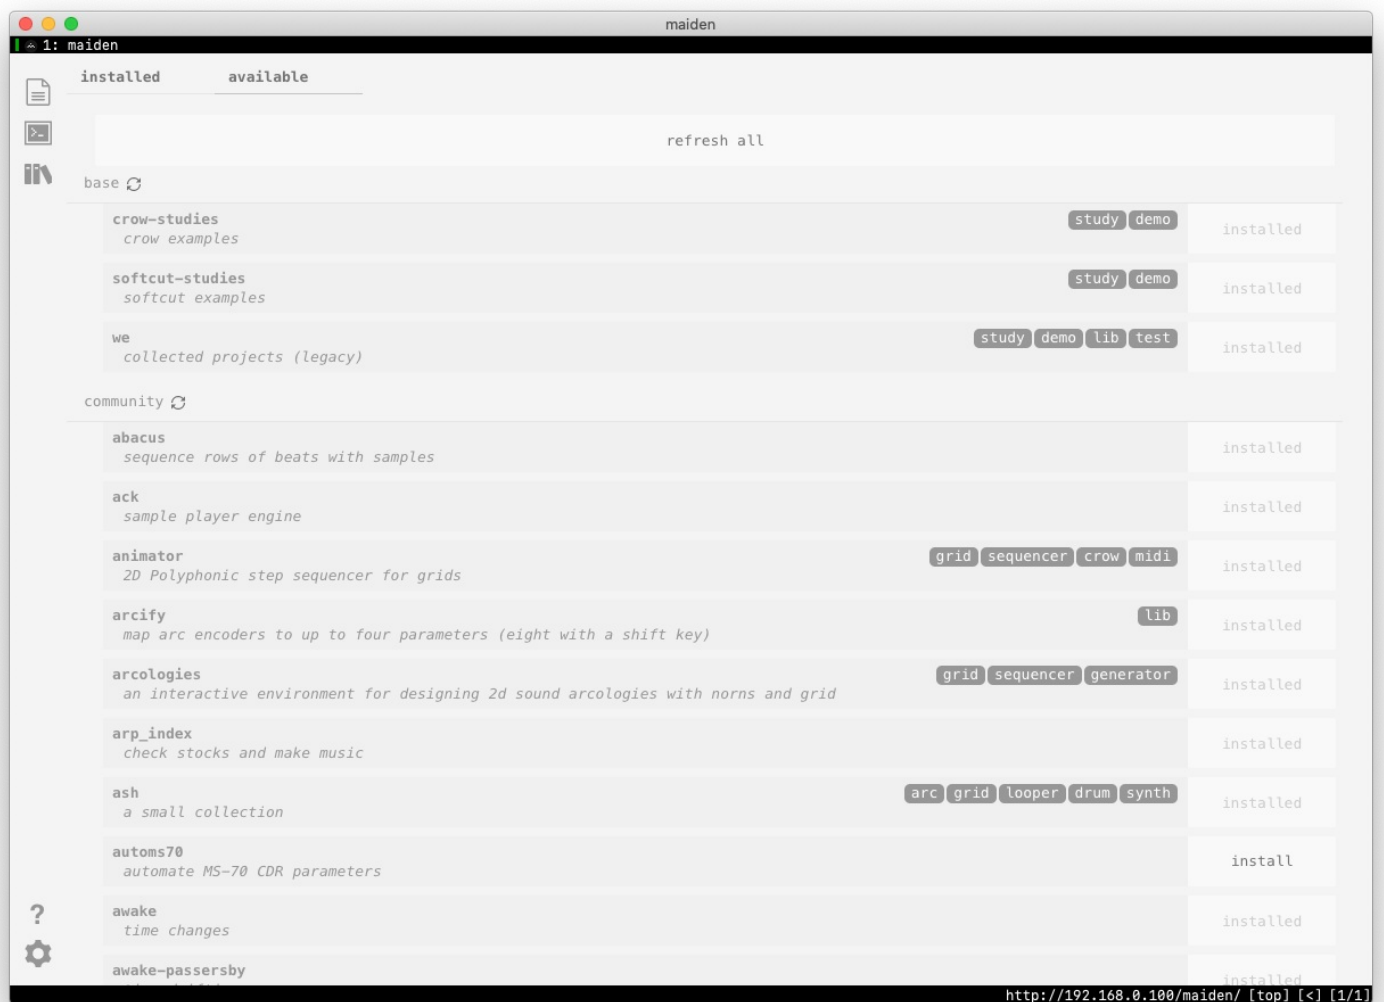 maiden
1: maiden
installed available
refresh all
base
crow-studies study demo installed
crow examples
softcut-studies study demo installed
softcut examples
we study demo lib test installed
collected projects (legacy)
community
abacus installed
sequence rows of beats with samples
ack installed
sample player engine
animator grid sequencer crow midi installed
2D Polyphonic step sequencer for grids
arcify lib installed
map arc encoders to up to four parameters (eight with a shift key)
arcologies grid sequencer generator installed
an interactive environment for designing 2d sound arcologies with norns and grid
arp_index installed
check stocks and make music
ash arc grid looper drum synth installed
a small collection
automs70 install
automate MS-70 CDR parameters
awake installed
time changes
awake-passersby installed
?
http://192.168.0.100/maiden/ [top] [<] [1/1]